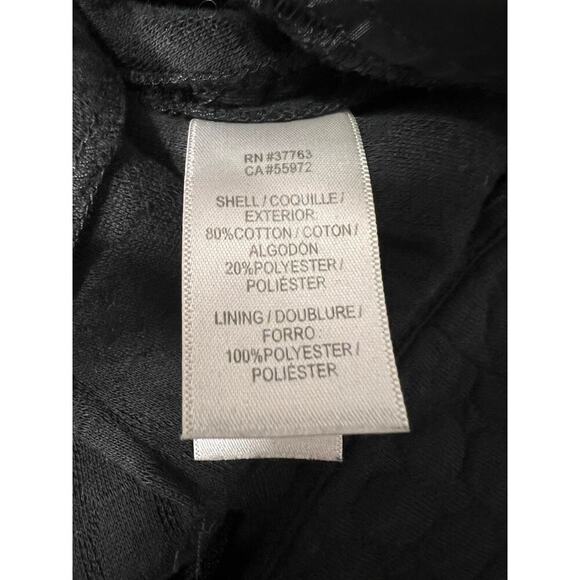 RN #37763
CA #55972
SHELL / COQUILLE /
EXTERIOR
80%COTTON / COTON /
ALGODÓN
20%POLYESTER /
POLIÉSTER
LINING / DOUBLURE /
FORRO
100%POLYESTER /
POLIÉSTER